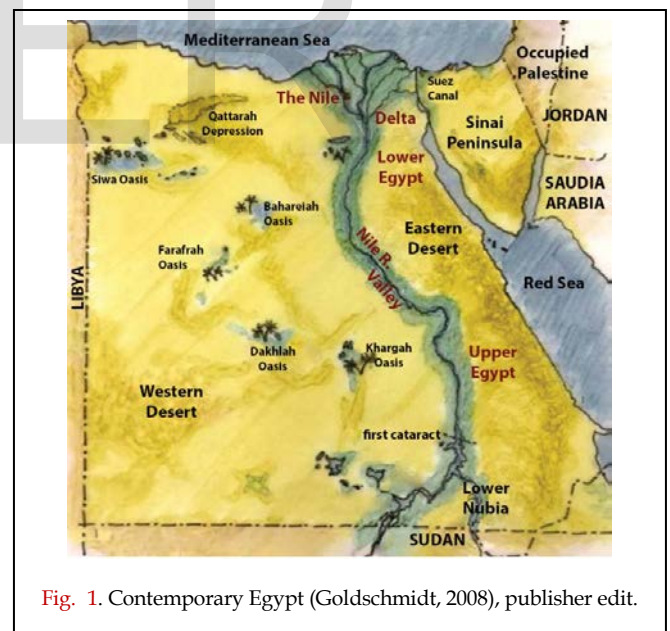 ER
Mediterranean Sea
Occupied
Palestine
The Nile
Suez
Canal
Qattarah
Depression
Delta
Sinai
Peninsula
JORDAN
Siwa Oasis
Lower
Egypt
SAUDIA
ARABIA
Bahareiah
Oasis
Eastern
Desert
Farafrah
Oasis
Nile R.
Valley
Red Sea
LIBYA
Dakhlah
Oasis
Khargah
Oasis
Upper
Egypt
Western
Desert
first cataract
Lower
Nubia
SUDAN
Fig. 1. Contemporary Egypt (Goldschmidt, 2008), publisher edit.